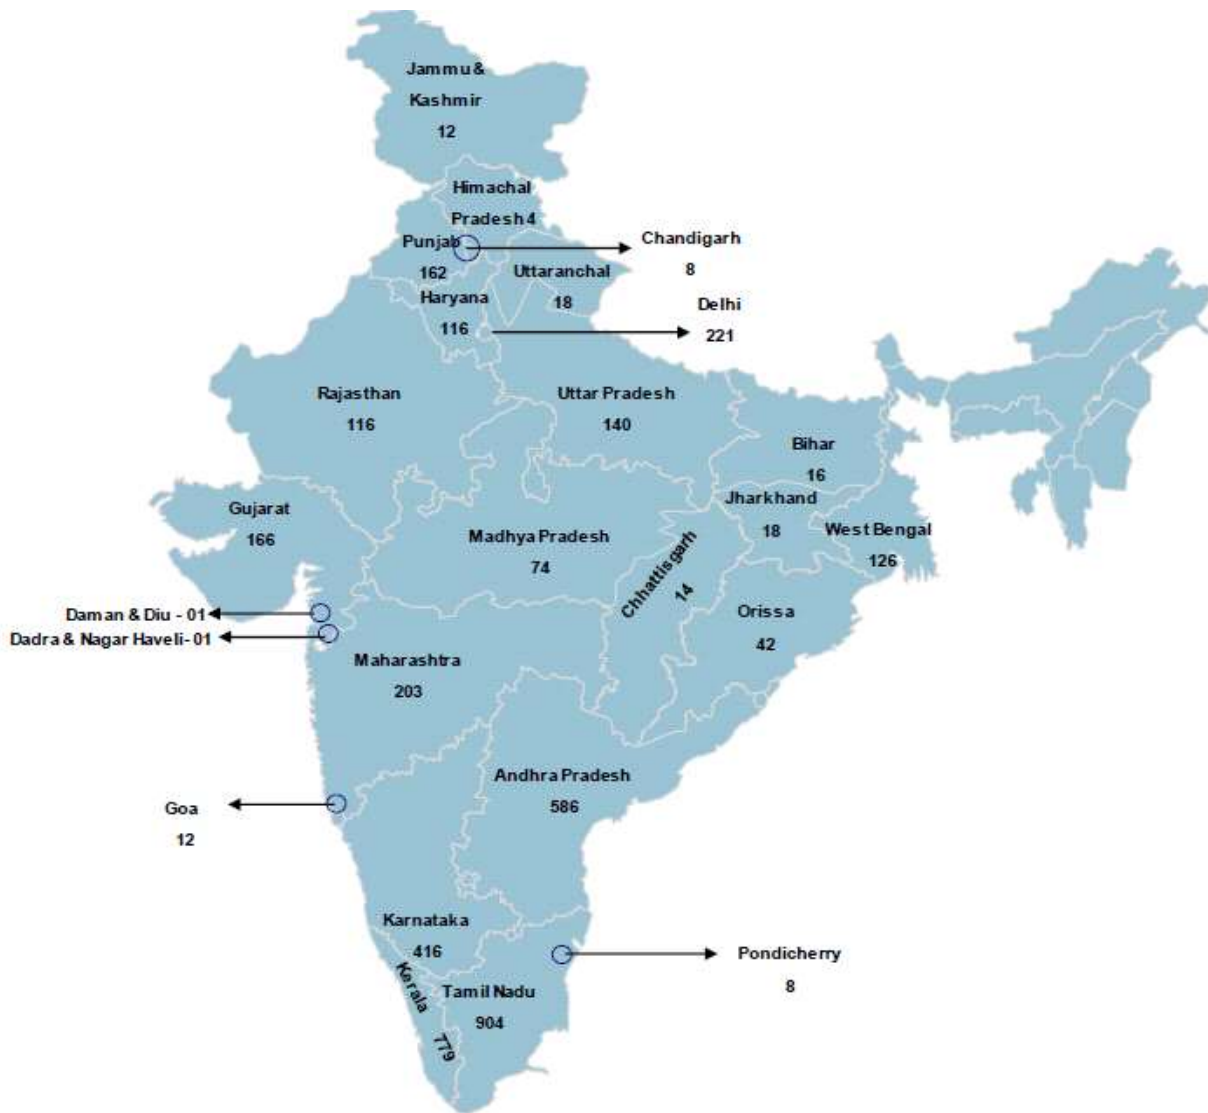 Jammu &
Kashmir
12
Himachal
Pradesh 4
Punjab
162
Chandigarh
8
Uttaranchal
18
Haryana
116
Delhi
221
Rajasthan
116
Uttar Pradesh
140
Bihar
16
Gujarat
166
Jharkhand
18
Madhya Pradesh
74
West Bengal
126
Chhattisgarh
14
Orissa
42
Daman & Diu - 01
Dadra & Nagar Haveli- 01
Maharashtra
203
Andhra Pradesh
586
Goa
12
Karnataka
416
Pondicherry
8
Kerala
779
Tamil Nadu
904